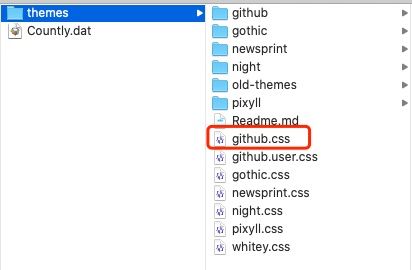 themes
Countly.dat
github
gothic
newsprint
night
old-themes
pixyll
Readme.md
github.css
github.user.css
gothic.css
newsprint.css
night.css
pixyll.css
whitey.css